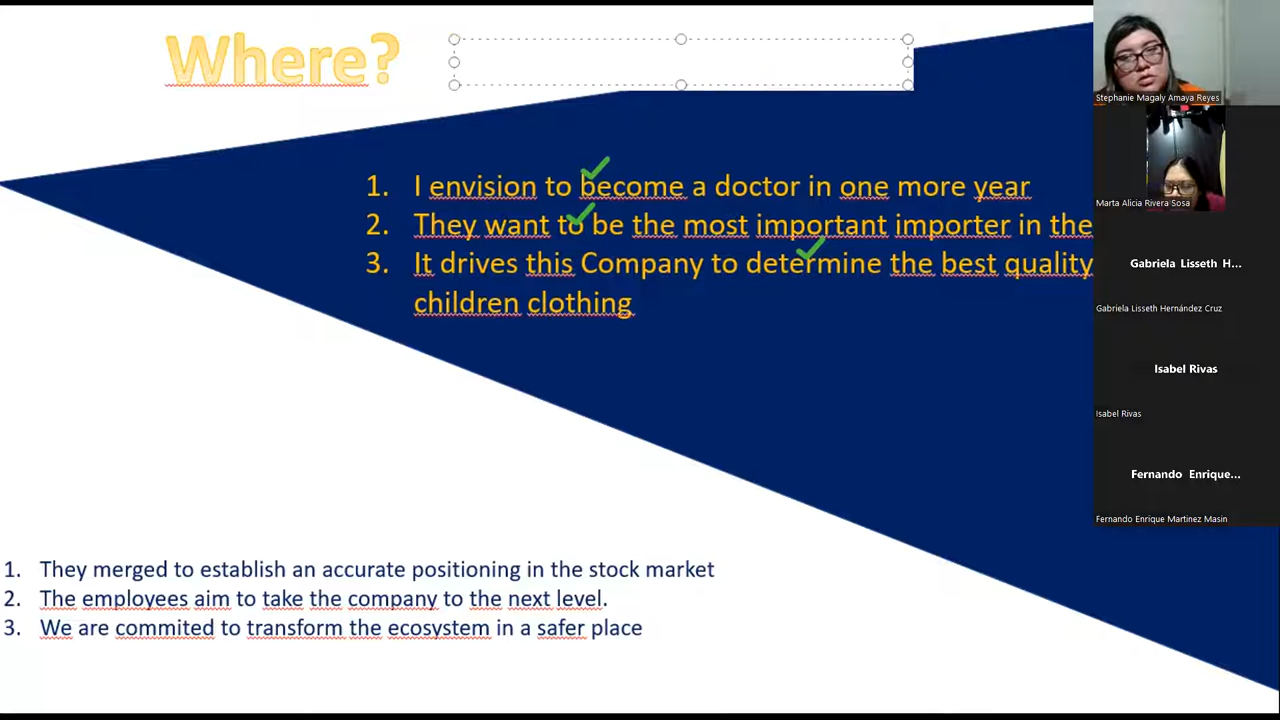 Where?
1. I envision to become a doctor in one more year
2. They want to be the most important importer in the
3. It drives this Company to determine the best quality
children clothing
1. They merged to establish an accurate positioning in the stock market
2. The employees aim to take the company to the next level.
3. We are commited to transform the ecosystem in a safer place
Stephanie Magaly Amaya Reyes
Marta Alicia Rivera Sosa
Gabriela Lisseth H...
Gabriela Lisseth Hernández Cruz
Isabel Rivas
Isabel Rivas
Fernando Enrique...
Fernando Enrique Martinez Masin